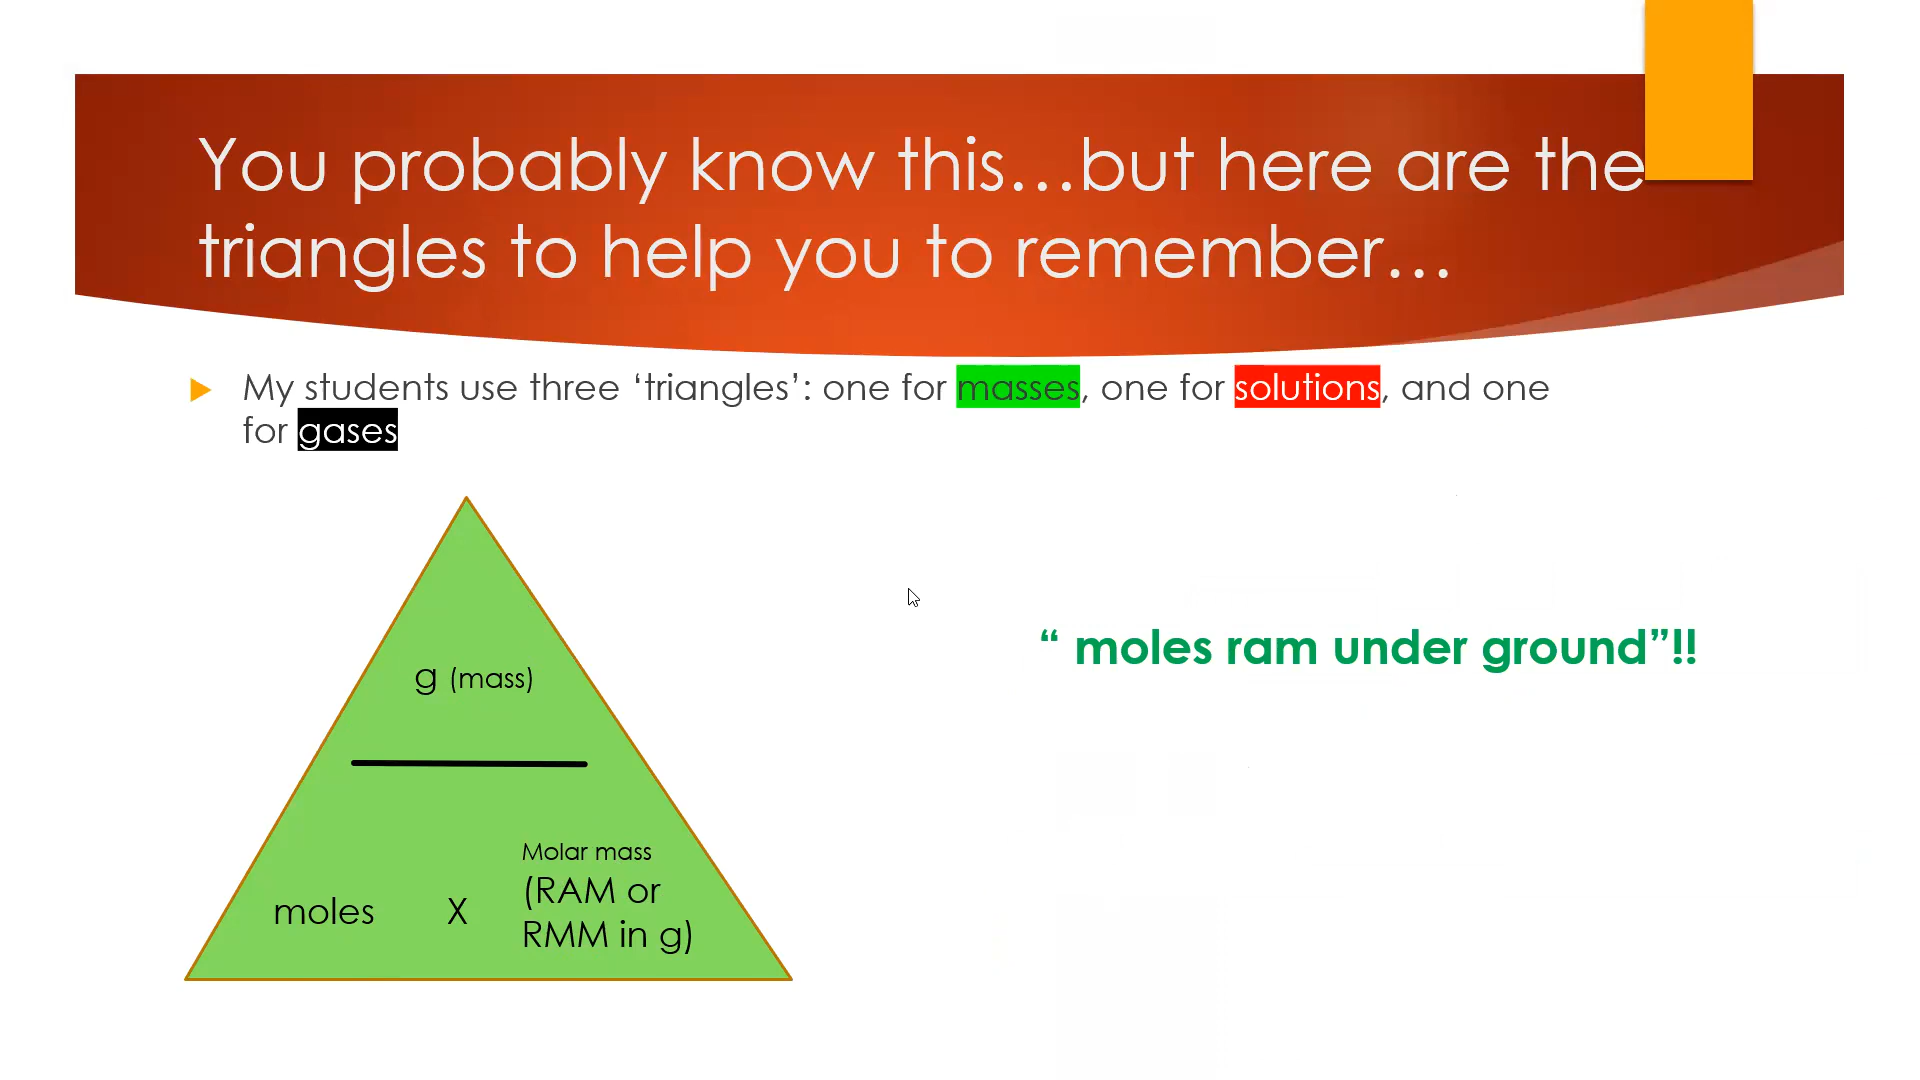 You probably know this…but here are the
triangles to help you to remember…
My students use three ‘triangles’: one for masses, one for solutions, and one
for gases
g (mass)
“ moles ram under ground”!!
Molar mass
(RAM or
moles X
RMM in g)